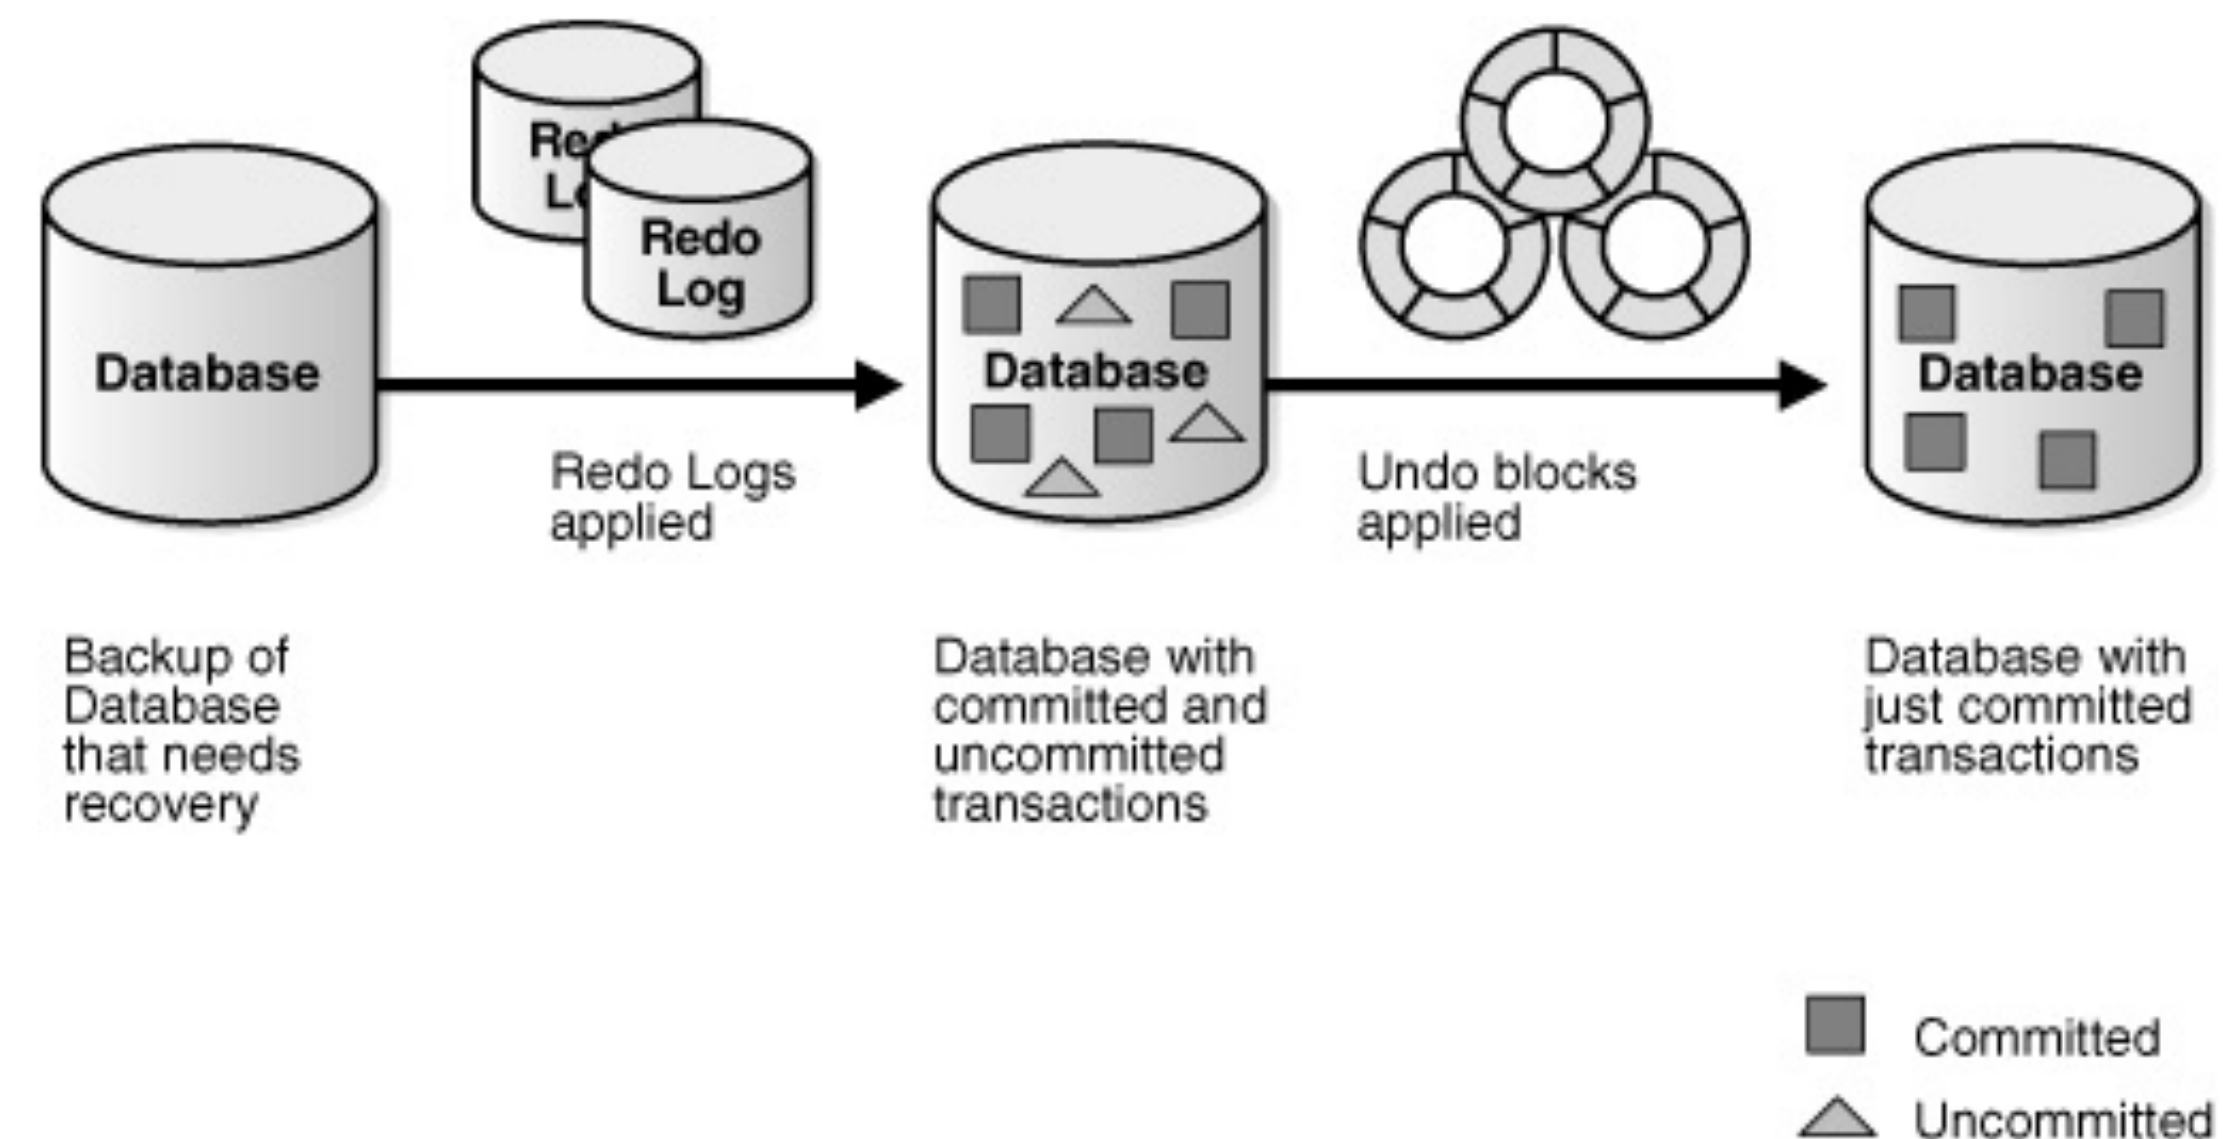 Redo
Log
Database
Database
Database
Redo Logs
applied
Undo blocks
applied
Backup of
Database
that needs
recovery
Database with
committed and
uncommitted
transactions
Database with
just committed
transactions
Committed
Uncommitted